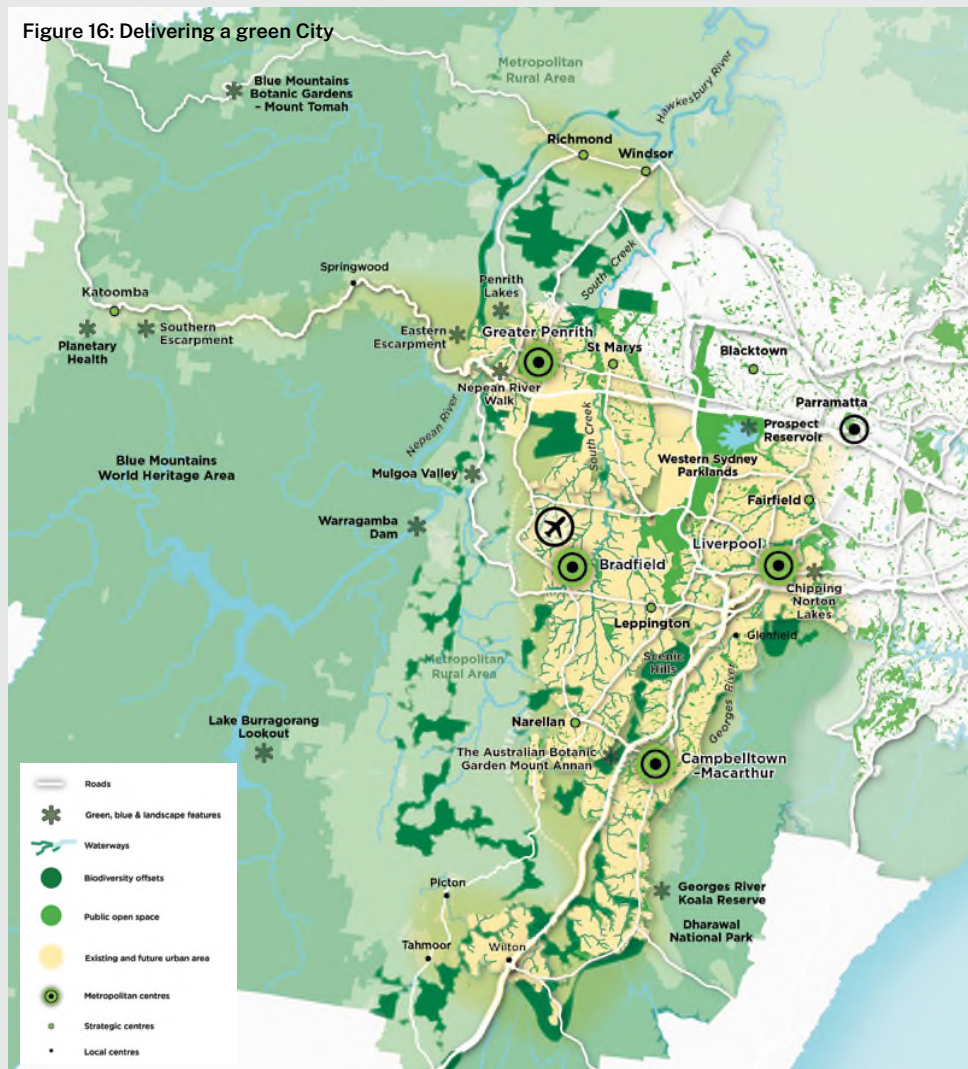 Figure 16: Delivering a green City
Metropolitan
Rural Area
Hawkesbury River
Blue Mountains
Botanic Gardens
– Mount Tomah
Richmond
Windsor
South Creek
Springwood
Penrith
Lakes
Katoomba
Planetary
Health
Southern
Escarpment
Eastern
Escarpment
Greater Penrith
St Marys
Blacktown
Nepean River
Walk
Parramatta
Prospect
Reservoir
Nepean River
South Creek
Western Sydney
Parklands
Blue Mountains
World Heritage Area
Mulgoa Valley
Fairfield
Warragamba
Dam
Liverpool
Bradfield
Chipping
Norton
Lakes
Leppington
Glenfield
Metropolitan
Rural Area
Scenic
Hills
Georges River
Lake Burragorang
Lookout
Narellan
The Australian Botanic
Garden Mount Annan
Campbelltown
–Macarthur
Roads
Green, blue & landscape features
Waterways
Biodiversity offsets
Public open space
Existing and future urban area
Metropolitan centres
Strategic centres
Local centres
Picton
Georges River
Koala Reserve
Dharawal
National Park
Tahmoor
Wilton